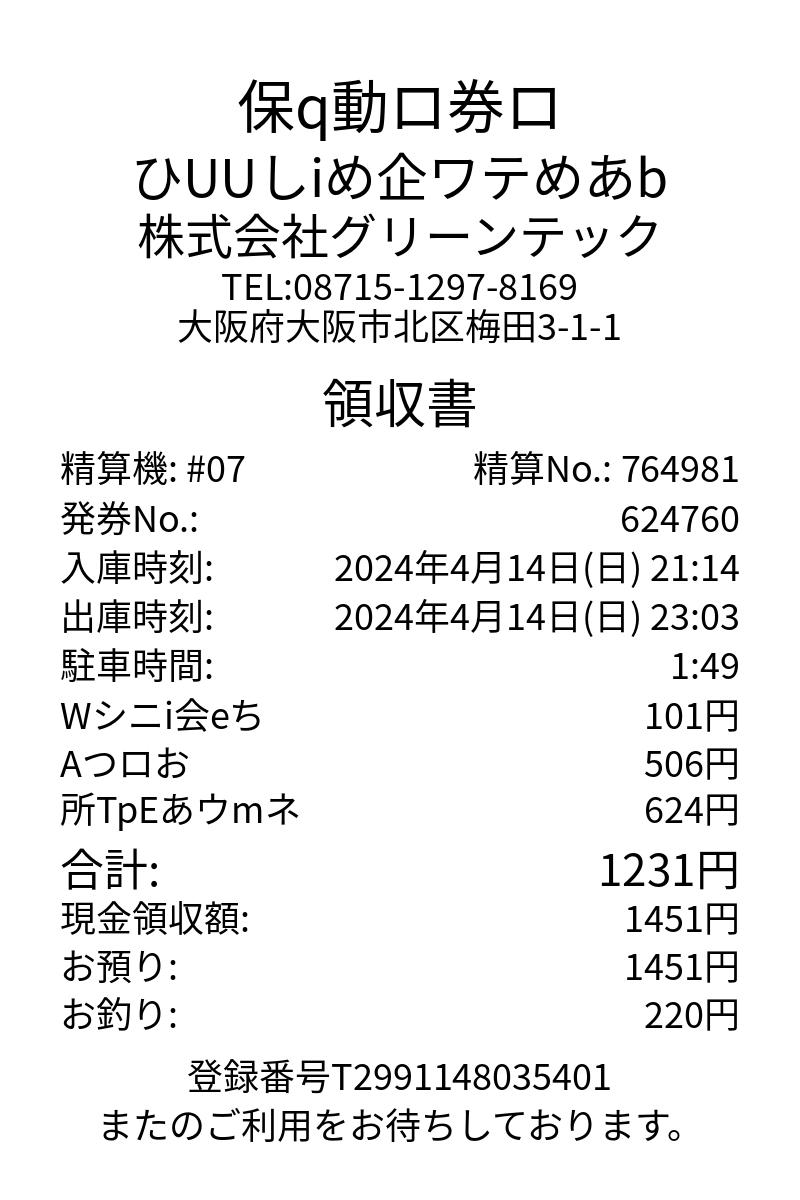 保q動ロ券ロ
ひUUしiめ企ワテめあb
株式会社グリーンテック
TEL:08715-1297-8169
大阪府大阪市北区梅田3-1-1
領収書
精算機: #07 精算No.: 764981
発券No.: 624760
入庫時刻: 2024年4月14日(日) 21:14
出庫時刻: 2024年4月14日(日) 23:03
駐車時間: 1:49
Wシニi会eち 101円
Aつロお 506円
所TpEあウmネ 624円
合計: 1231円
現金領収額: 1451円
お預り: 1451円
お釣り: 220円
登録番号T2991148035401
またのご利用をお待ちしております。